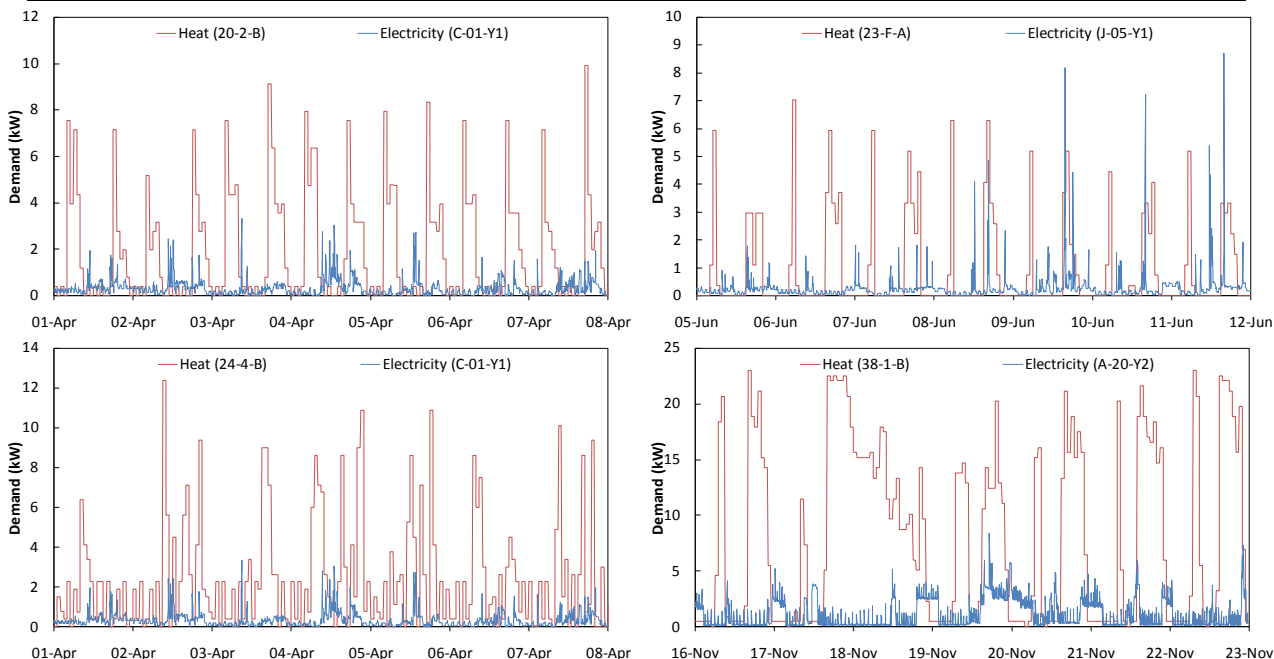 Heat (20-2-B) Electricity (C-01-Y1)
Demand (kW)
12
10
8
6
4
2
0
01-Apr 02-Apr 03-Apr 04-Apr 05-Apr 06-Apr 07-Apr 08-Apr
Heat (23-F-A) Electricity (J-05-Y1)
Demand (kW)
10
9
8
7
6
5
4
3
2
1
0
05-Jun 06-Jun 07-Jun 08-Jun 09-Jun 10-Jun 11-Jun 12-Jun
Heat (24-4-B) Electricity (C-01-Y1)
Demand (kW)
14
12
10
8
6
4
2
0
01-Apr 02-Apr 03-Apr 04-Apr 05-Apr 06-Apr 07-Apr 08-Apr
Heat (38-1-B) Electricity (A-20-Y2)
Demand (kW)
25
20
15
10
5
0
16-Nov 17-Nov 18-Nov 19-Nov 20-Nov 21-Nov 22-Nov 23-Nov